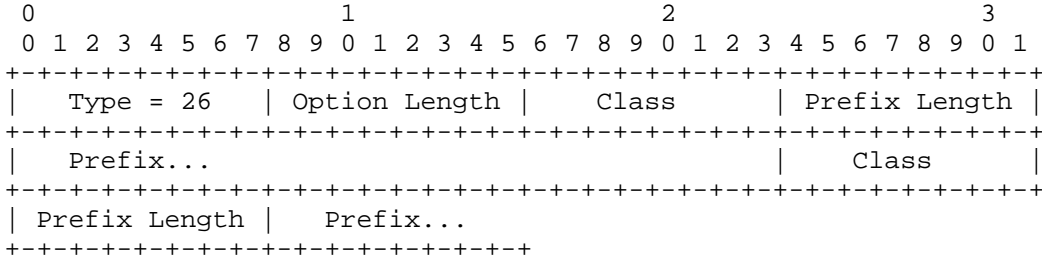 0                   1                   2                   3
 0 1 2 3 4 5 6 7 8 9 0 1 2 3 4 5 6 7 8 9 0 1 2 3 4 5 6 7 8 9 0 1
+-+-+-+-+-+-+-+-+-+-+-+-+-+-+-+-+-+-+-+-+-+-+-+-+-+-+-+-+-+-+-+-+
|   Type = 26   | Option Length |    Class      | Prefix Length |
+-+-+-+-+-+-+-+-+-+-+-+-+-+-+-+-+-+-+-+-+-+-+-+-+-+-+-+-+-+-+-+-+
|   Prefix...                                   |    Class      |
+-+-+-+-+-+-+-+-+-+-+-+-+-+-+-+-+-+-+-+-+-+-+-+-+-+-+-+-+-+-+-+-+
| Prefix Length |   Prefix...
+-+-+-+-+-+-+-+-+-+-+-+-+-+-+-+-+